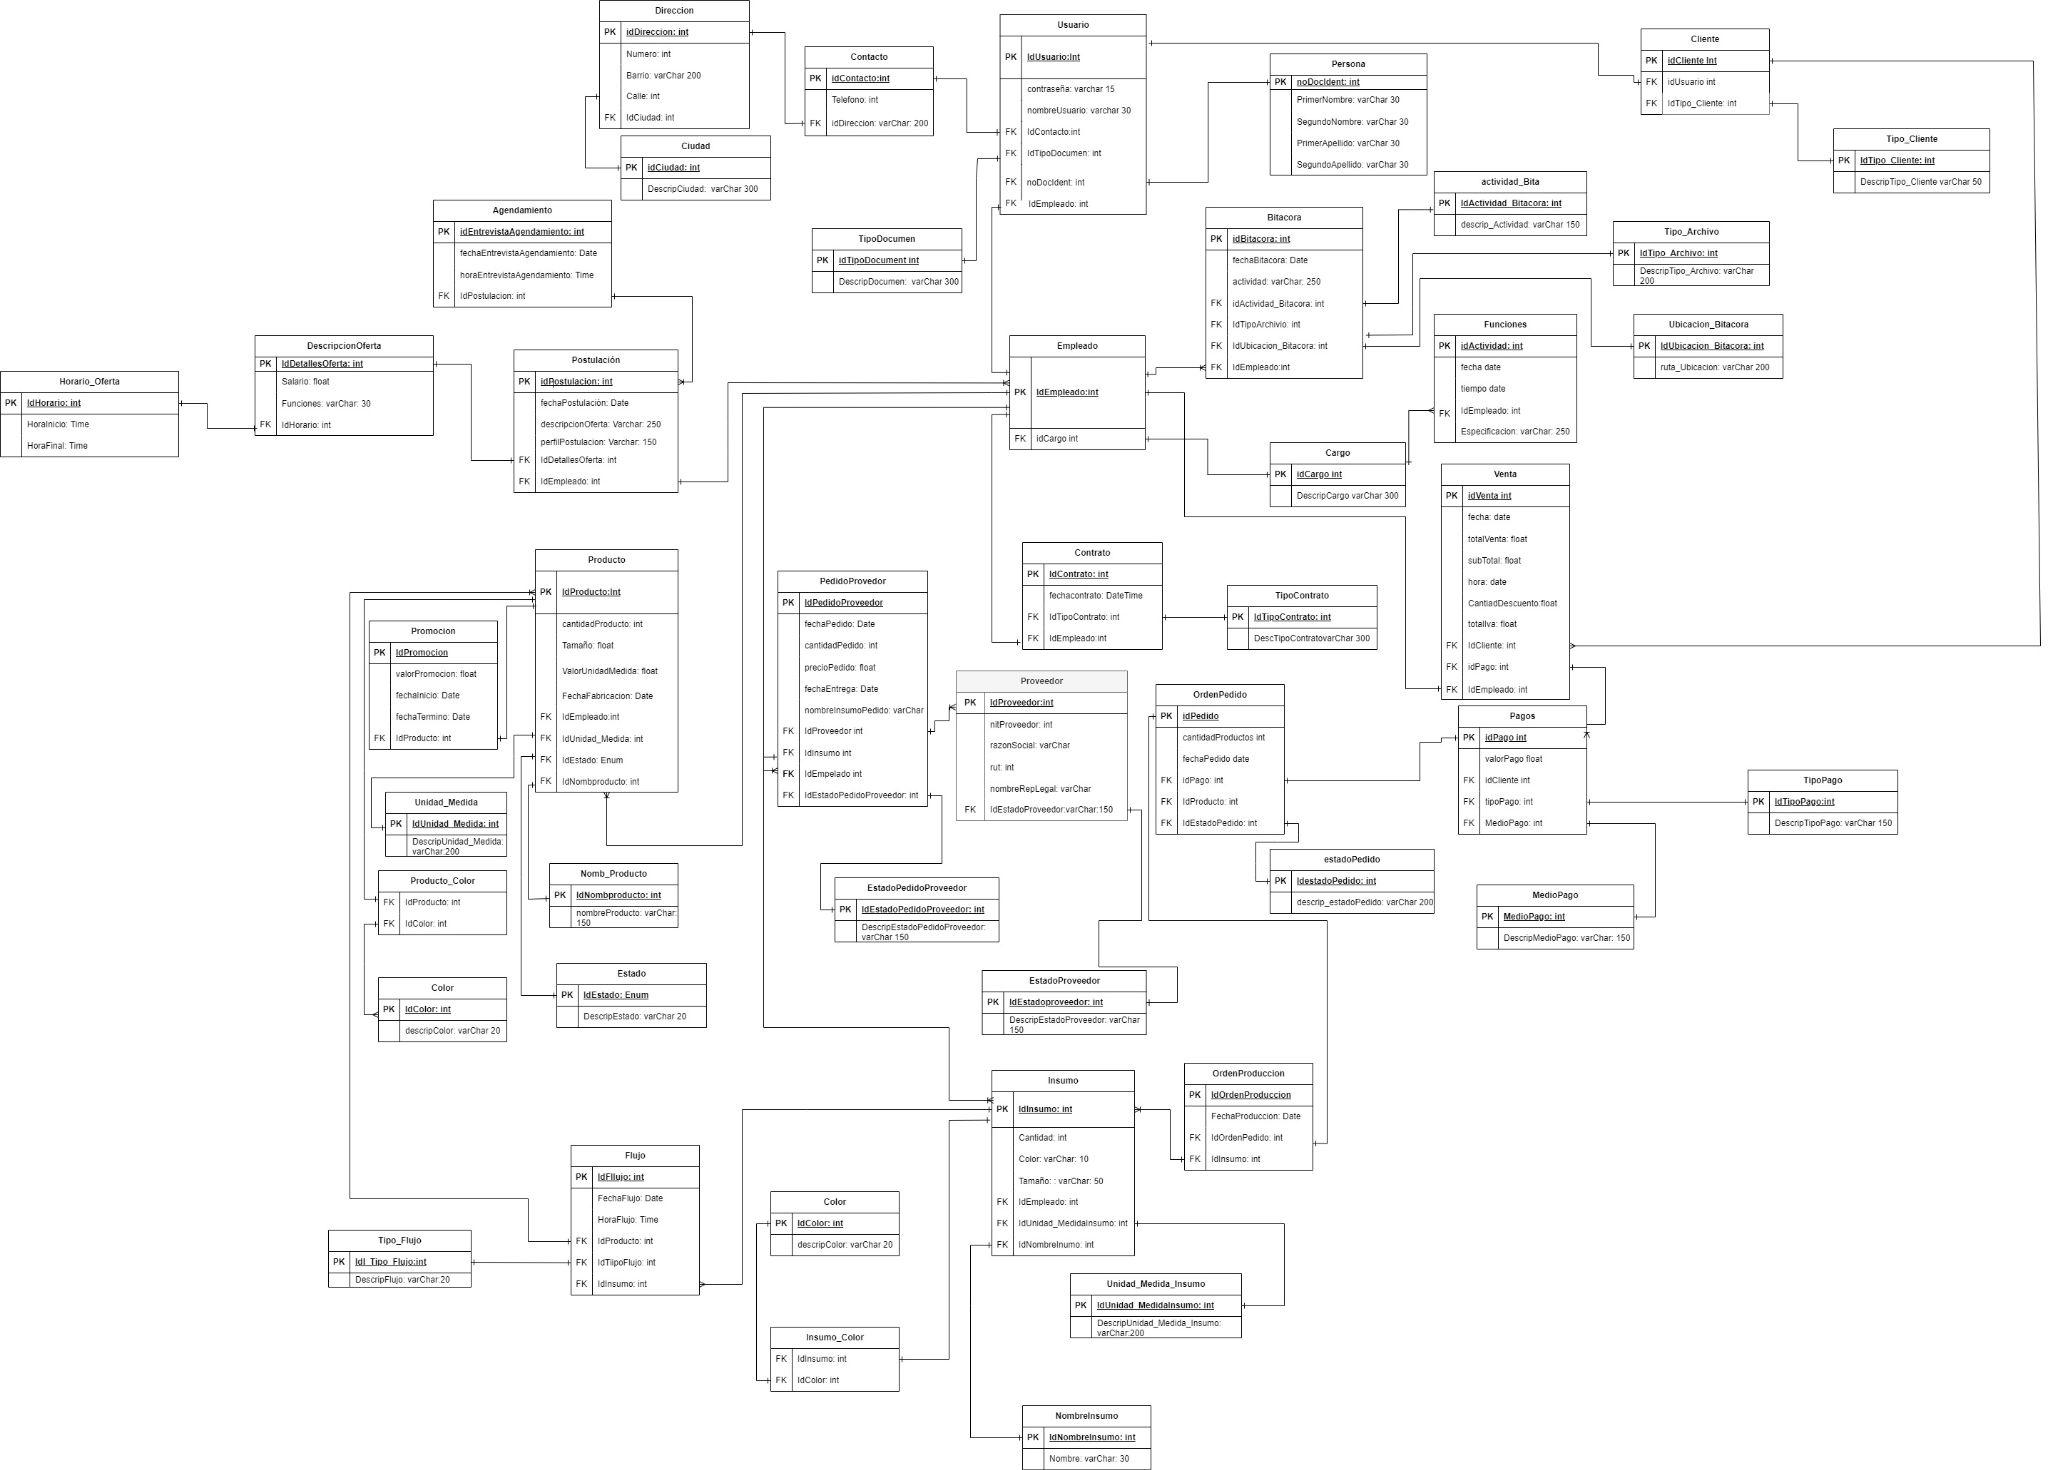 Direccion
PK idDireccion: int
Numero: int
Barrio: varChar 200
Calle: int
FK IdCiudad: int
Contacto
PK idContacto:int
Telefono: int
FK idDireccion: varChar: 200
Usuario
PK IdUsuario:Int
contraseña: varchar 15
nombreUsuario: varchar 30
FK IdContacto:int
FK IdTipoDocumen: int
FK noDocIdent: int
FK IdEmpleado: int
Persona
PK noDocIdent: int
PrimerNombre: varChar 30
SegundoNombre: varChar 30
PrimerApellido: varChar 30
SegundoApellido: varChar 30
Cliente
PK idCliente Int
FK idUsuario int
FK IdTipo_Cliente: int
Tipo_Cliente
PK IdTipo_Cliente: int
DescripTipo_Cliente varChar 50
Ciudad
PK idCiudad: int
DescripCiudad: varChar 300
Agendamiento
PK idEntrevistaAgendamiento: int
fechaEntrevistaAgendamiento: Date
horaEntrevistaAgendamiento: Time
FK IdPostulacion: int
TipoDocumen
PK idTipoDocument int
DescripDocumen: varChar 300
Bitacora
PK idBitacora: int
fechaBitacora: Date
actividad: varChar: 250
FK idActividad_Bitacora: int
FK IdTipoArchivio: int
FK IdUbicacion_Bitacora: int
FK IdEmpleado:int
actividad_Bita
PK IdActividad_Bitacora: int
descrip_Actividad: varChar 150
Tipo_Archivo
PK IdTipo_Archivo: int
DescripTipo_Archivo: varChar
200
Ubicacion_Bitacora
PK IdUbicacion_Bitacora: int
ruta_Ubicacion: varChar 200
Funciones
PK idActividad: int
fecha date
tiempo date
FK IdEmpleado: int
Especificacion: varChar: 250
Horario_Oferta
PK IdHorario: int
HoraInicio: Time
HoraFinal: Time
DescripcionOferta
PK IdDetallesOferta: int
Salario: float
Funciones: varChar: 30
FK IdHorario: int
Postulación
PK idPostulacion: int
fechaPostulación: Date
descripcionOferta: Varchar: 250
perfilPostulacion: Varchar: 150
FK IdDetallesOferta: int
FK IdEmpleado: int
Empleado
PK IdEmpleado:int
FK idCargo int
Cargo
PK idCargo int
DescripCargo varChar 300
Venta
PK idVenta int
fecha: date
totalVenta: float
subTotal: float
hora: date
CantiadDescuento:float
totalIva: float
FK IdCliente: int
FK idPago: int
FK IdEmpleado: int
Contrato
PK IdContrato: int
fechacontrato: DateTime
FK IdTipoContrato: int
FK IdEmpleado:int
TipoContrato
PK IdTipoContrato: int
DescTipoContratovarChar 300
Producto
PK IdProducto:Int
cantidadProducto: int
Tamaño: float
ValorUnidadMedida: float
FechaFabricacion: Date
FK IdEmpleado:int
FK IdUnidad_Medida: int
FK IdEstado: Enum
FK IdNombproducto: int
Promocion
PK IdPromocion
valorPromocion: float
fechaInicio: Date
fechaTermino: Date
FK IdProducto: int
PedidoProvedor
PK IdPedidoProveedor
fechaPedido: Date
cantidadPedido: int
precioPedido: float
fechaEntrega: Date
nombreInsumoPedido: varChar
FK IdProveedor int
FK IdInsumo int
FK IdEmpelado int
FK IdEstadoPedidoProveedor: int
Proveedor
PK IdProveedor:int
nitProveedor: int
razonSocial: varChar
rut: int
nombreRepLegal: varChar
FK IdEstadoProveedor:varChar:150
OrdenPedido
PK idPedido
cantidadProductos int
fechaPedido date
FK IdPago: int
FK IdProducto: int
FK IdEstadoPedido: int
Pagos
PK idPago int
valorPago float
FK idCliente int
FK tipoPago: int
FK MedioPago: int
TipoPago
PK IdTipoPago:int
DescripTipoPago: varChar 150
Unidad_Medida
PK IdUnidad_Medida: int
DescripUnidad_Medida:
varChar:200
Producto_Color
FK IdProducto: int
FK IdColor: int
Nomb_Producto
PK IdNombproducto: int
nombreProducto: varChar:
150
EstadoPedidoProveedor
PK IdEstadoPedidoProveedor: int
DescripEstadoPedidoProveedor:
varChar 150
estadoPedido
PK IdestadoPedido: int
descrip_estadoPedido: varChar 200
MedioPago
PK MedioPago: int
DescripMedioPago: varChar: 150
Color
PK IdColor: int
descripColor: varChar 20
Estado
PK IdEstado: Enum
DescripEstado: varChar 20
EstadoProveedor
PK IdEstadoproveedor: int
DescripEstadoProveedor: varChar
150
Insumo
PK IdInsumo: int
Cantidad: int
Color: varChar: 10
Tamaño: : varChar: 50
FK IdEmpleado: int
FK IdUnidad_MedidaInsumo: int
FK IdNombreInumo: int
OrdenProduccion
PK IdOrdenProduccion
FechaProduccion: Date
FK IdOrdenPedido: int
FK IdInsumo: int
Flujo
PK IdFllujo: int
FechaFlujo: Date
HoraFlujo: Time
FK IdProducto: int
FK IdTiipoFlujo: int
FK IdInsumo: int
Tipo_Flujo
PK IdI_Tipo_Flujo:int
DescripFlujo: varChar:20
Color
PK IdColor: int
descripColor: varChar 20
Unidad_Medida_Insumo
PK IdUnidad_MedidaInsumo: int
DescripUnidad_Medida_Insumo:
varChar:200
Insumo_Color
FK IdInsumo: int
FK IdColor: int
NombreInsumo
PK IdNombreInsumo: int
Nombre: varChar: 30